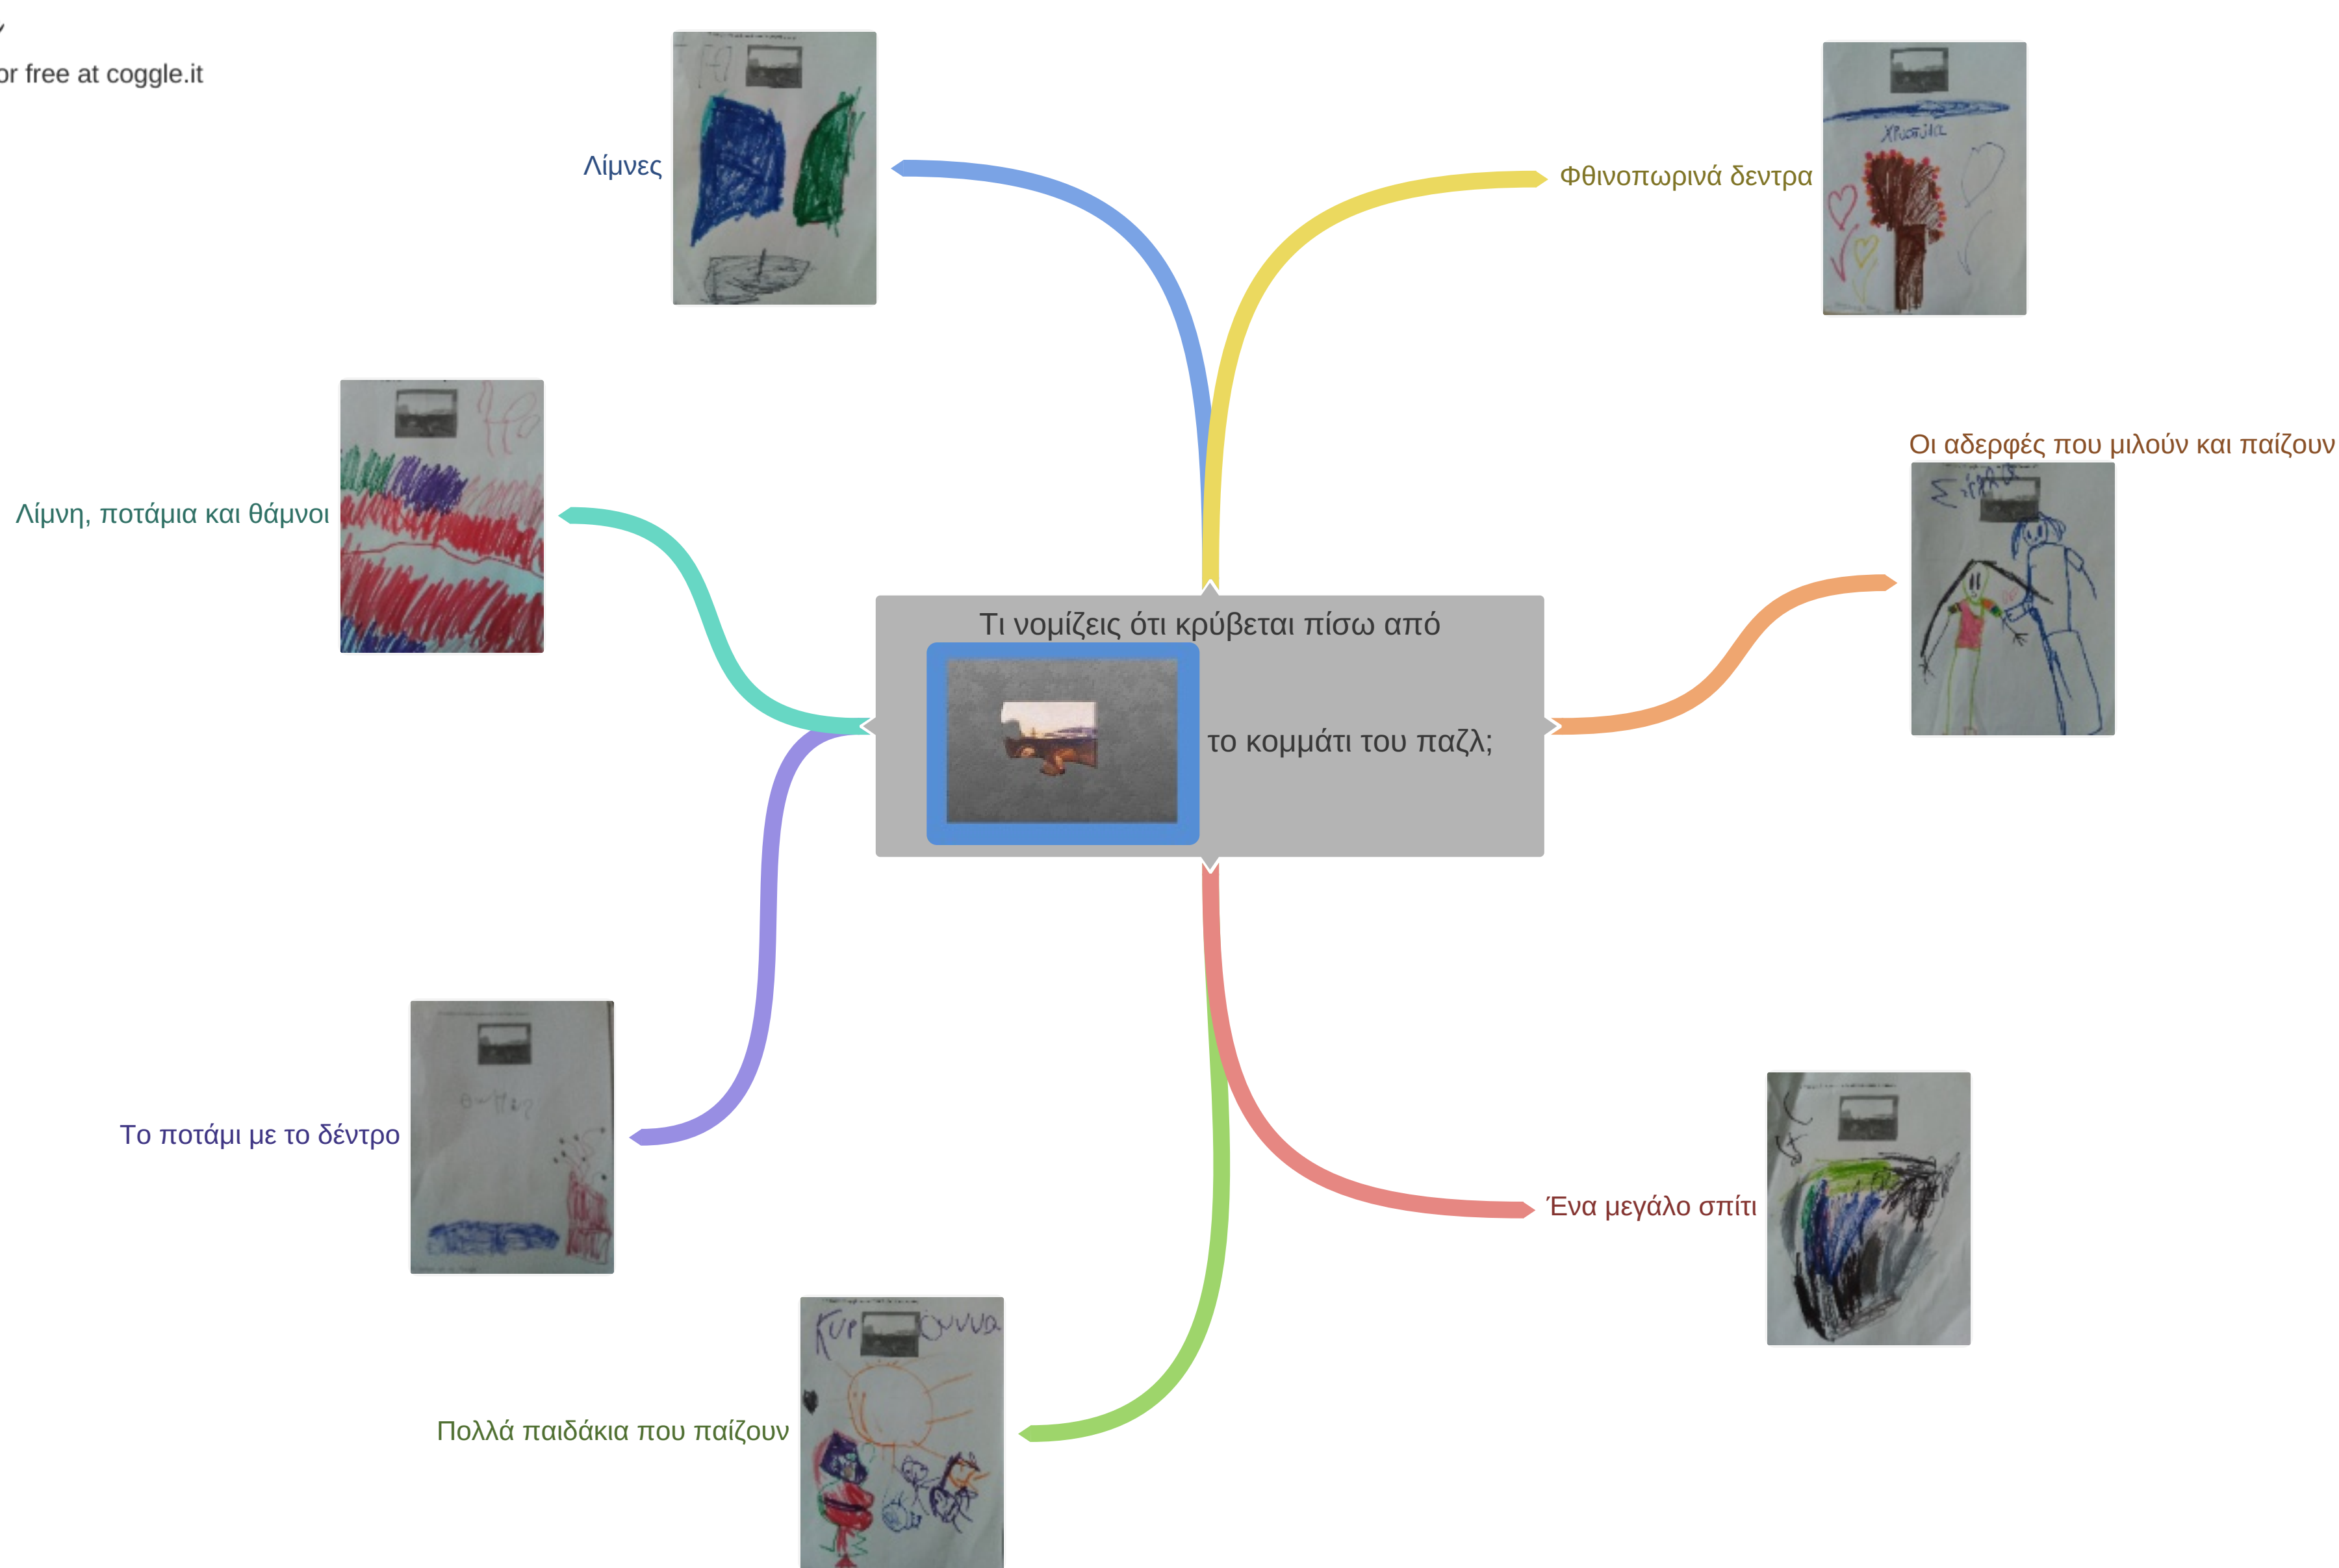 or free at coggle.it
Λίμνες
Φθινοπωρινά δεντρα
Χρυσούλα
Οι αδερφές που μιλούν και παίζουν
Λίμνη, ποτάμια και θάμνοι
Τι νομίζεις ότι κρύβεται πίσω από
το κομμάτι του παζλ;
Το ποτάμι με το δέντρο
Ένα μεγάλο σπίτι
Πολλά παιδάκια που παίζουν